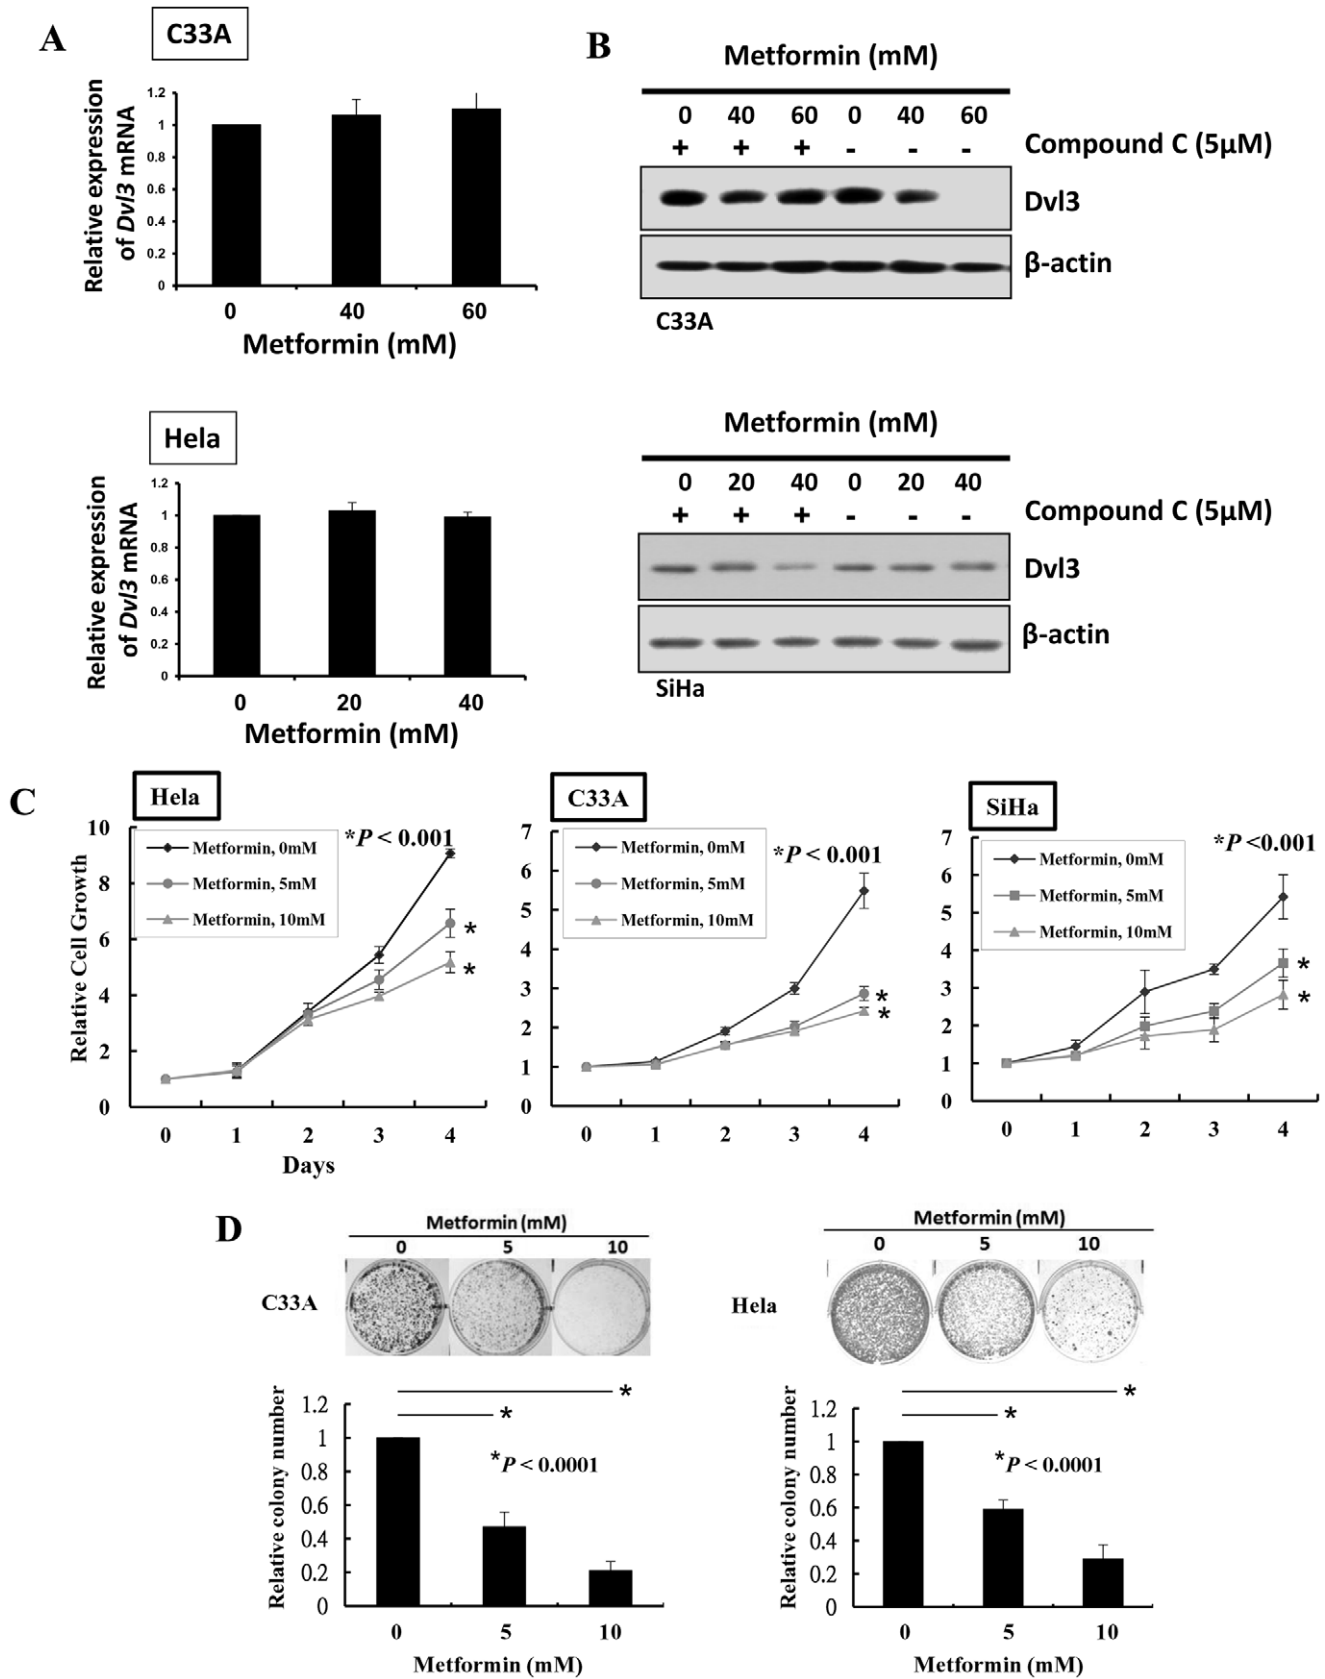 A
C33A
Relative expression
of Dvl3 mRNA
1.2
1
0.8
0.6
0.4
0.2
0
0 40 60
Metformin (mM)
B
Metformin (mM)
0 40 60 0 40 60
+ + + - - - Compound C (5μM)
Dvl3
β-actin
C33A
Hela
Relative expression
of Dvl3 mRNA
1.2
1
0.8
0.6
0.4
0.2
0
0 20 40
Metformin (mM)
Metformin (mM)
0 20 40 0 20 40
+ + + - - - Compound C (5μM)
Dvl3
β-actin
SiHa
C
Hela
Relative Cell Growth
10
8
6
4
2
0
Metformin, 0mM
Metformin, 5mM
Metformin, 10mM
*P < 0.001
*
*
0 1 2 3 4
Days
C33A
7
6
5
4
3
2
1
0
Metformin, 0mM
Metformin, 5mM
Metformin, 10mM
*P < 0.001
*
*
0 1 2 3 4
SiHa
7
6
5
4
3
2
1
0
Metformin, 0mM
Metformin, 5mM
Metformin, 10mM
*P <0.001
*
*
0 1 2 3 4
D
Metformin (mM)
0 5 10
C33A
Relative colony number
1.2
1
0.8
0.6
0.4
0.2
0
*
*
*P < 0.0001
0 5 10
Metformin (mM)
Metformin (mM)
0 5 10
Hela
Relative colony number
1.2
1
0.8
0.6
0.4
0.2
0
*
*
*P < 0.0001
0 5 10
Metformin (mM)